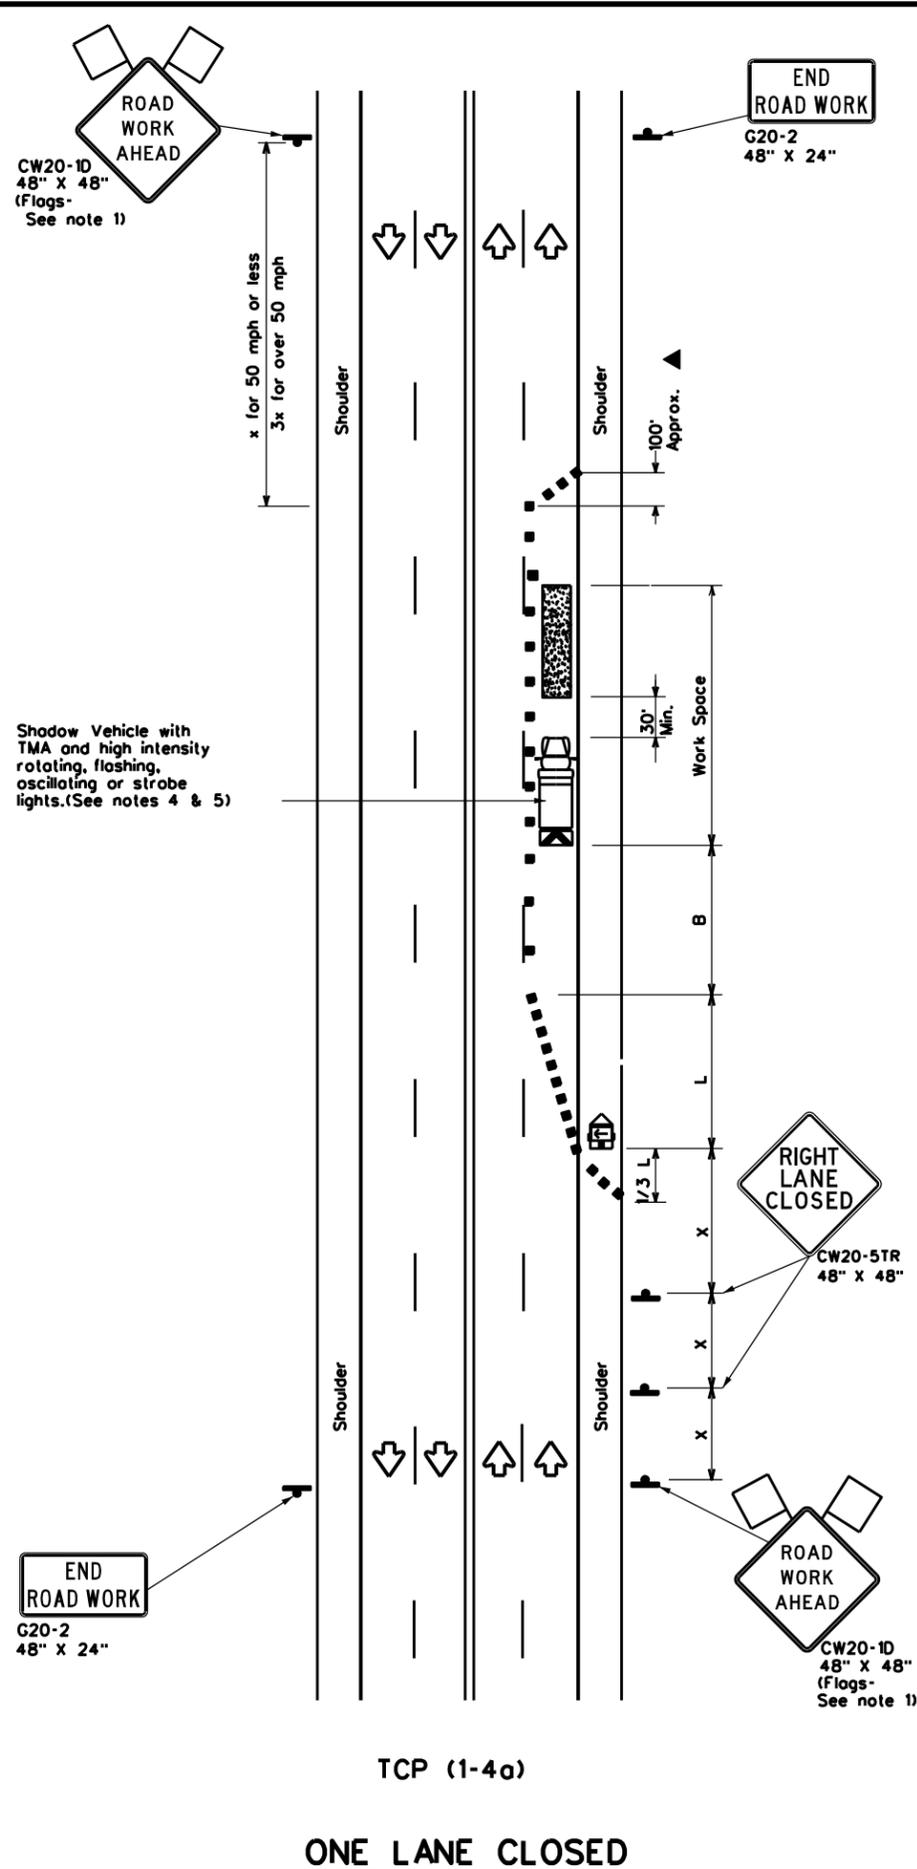 ROAD
WORK
AHEAD
CW20-1D
48" X 48"
(Flags-
See note 1)
END
ROAD WORK
G20-2
48" X 24"
x for 50 mph or less
3x for over 50 mph
Shoulder
Shoulder
100'
Approx.
30'
Min.
Work Space
Shadow Vehicle with
TMA and high intensity
rotating, flashing,
oscillating or strobe
lights.(See notes 4 & 5)
B
L
1/3 L
X
RIGHT
LANE
CLOSED
CW20-5TR
48" X 48"
X
X
Shoulder
Shoulder
END
ROAD WORK
G20-2
48" X 24"
ROAD
WORK
AHEAD
CW20-1D
48" X 48"
(Flags-
See note 1)
TCP (1-4a)
ONE LANE CLOSED